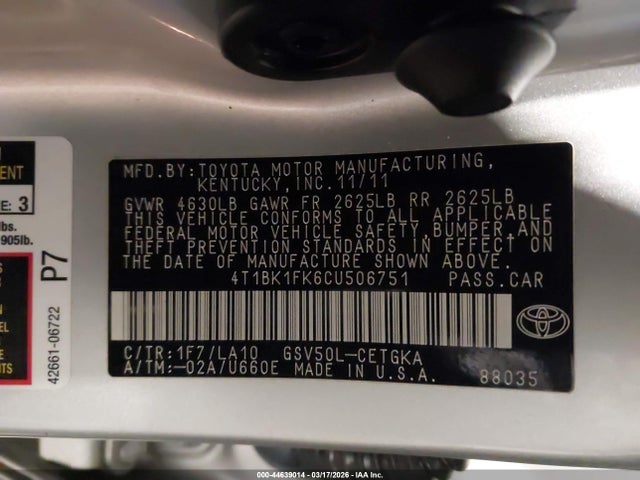 MFD.BY:TOYOTA MOTOR MANUFACTURING,
KENTUCKY,INC.11/11
GVWR 4630LB GAWR FR 2625LB RR 2625LB
THIS VEHICLE CONFORMS TO ALL APPLICABLE
FEDERAL MOTOR VEHICLE SAFETY,BUMPER,AND
THEFT PREVENTION STANDARDS IN EFFECT ON
THE DATE OF MANUFACTURE SHOWN ABOVE.
4T1BK1FK6CU506751 PASS.CAR
C/TR:1F7/LA10 GSV50L-CETGKA
A/TM:-02A/U660E MADE IN U.S.A.
88035
3
lbs.
905lb.
P7
42661-06722
000-44639014 - 03/17/2026 - IAA Inc.